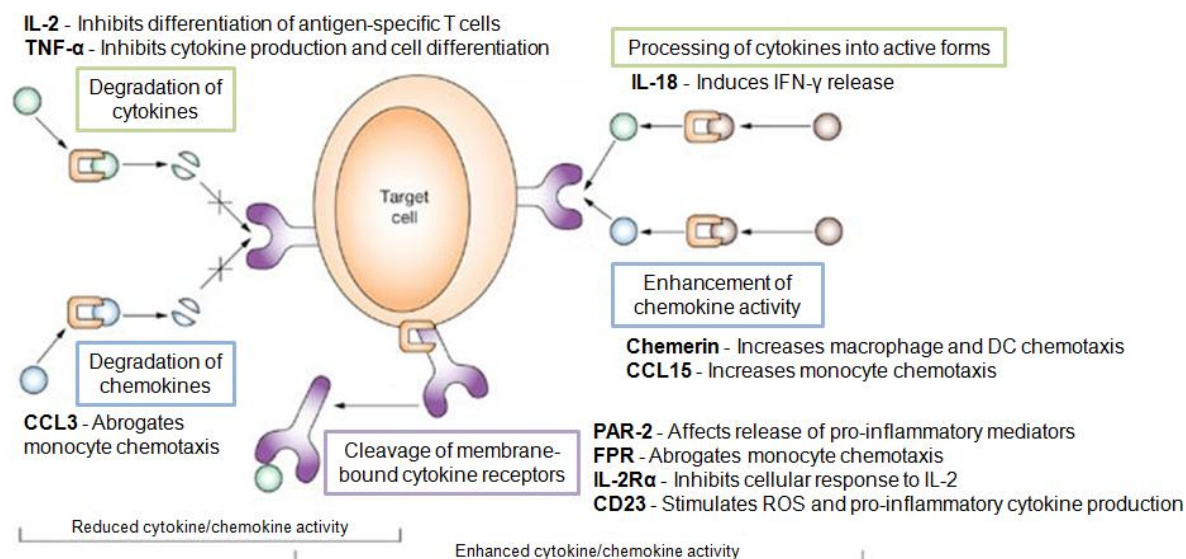 IL-2 - Inhibits differentiation of antigen-specific T cells
TNF-α - Inhibits cytokine production and cell differentiation
Degradation of
cytokines
Processing of cytokines into active forms
IL-18 - Induces IFN-γ release
Target
cell
Enhancement of
chemokine activity
Chemerin - Increases macrophage and DC chemotaxis
CCL15 - Increases monocyte chemotaxis
Degradation of
chemokines
CCL3 - Abrogates
monocyte chemotaxis
Cleavage of membrane-
bound cytokine receptors
PAR-2 - Affects release of pro-inflammatory mediators
FPR - Abrogates monocyte chemotaxis
IL-2Rα - Inhibits cellular response to IL-2
CD23 - Stimulates ROS and pro-inflammatory cytokine production
Reduced cytokine/chemokine activity
Enhanced cytokine/chemokine activity